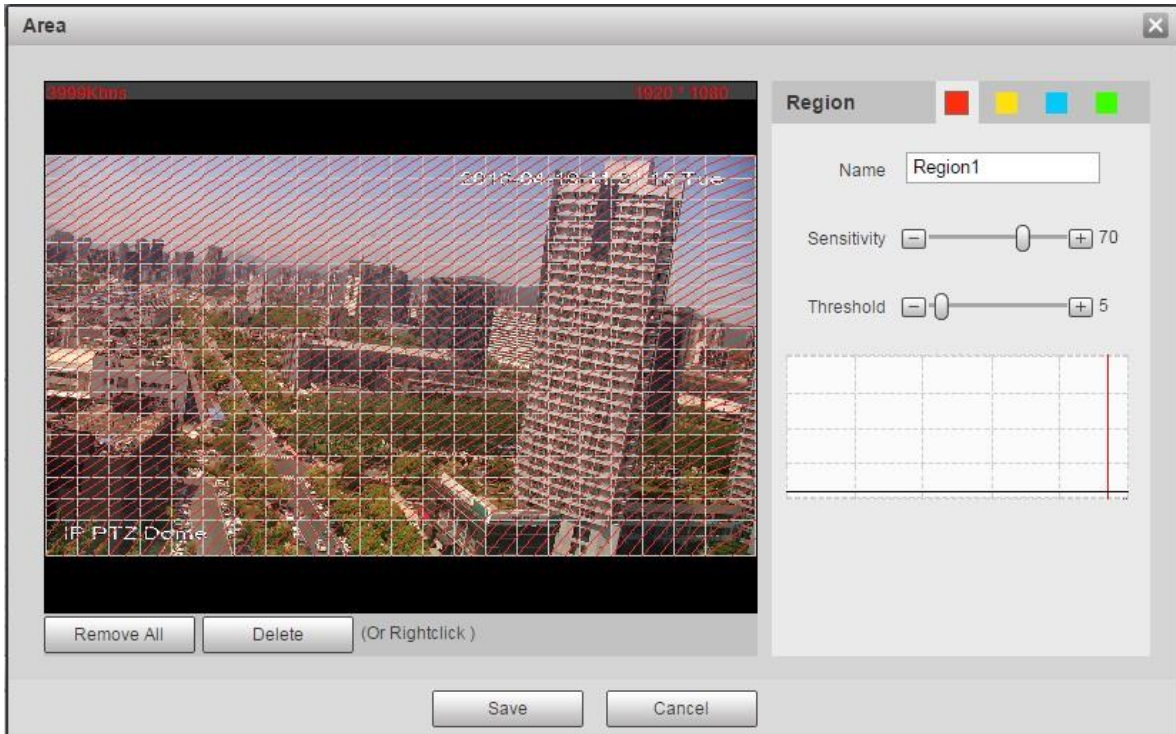 Area
3999Kbps 1920 * 1080
Region
Tue
Name Region1
Sensitivity 70
Threshold 5
IP PTZ Dome
Remove All Delete (Or Rightclick )
Save Cancel